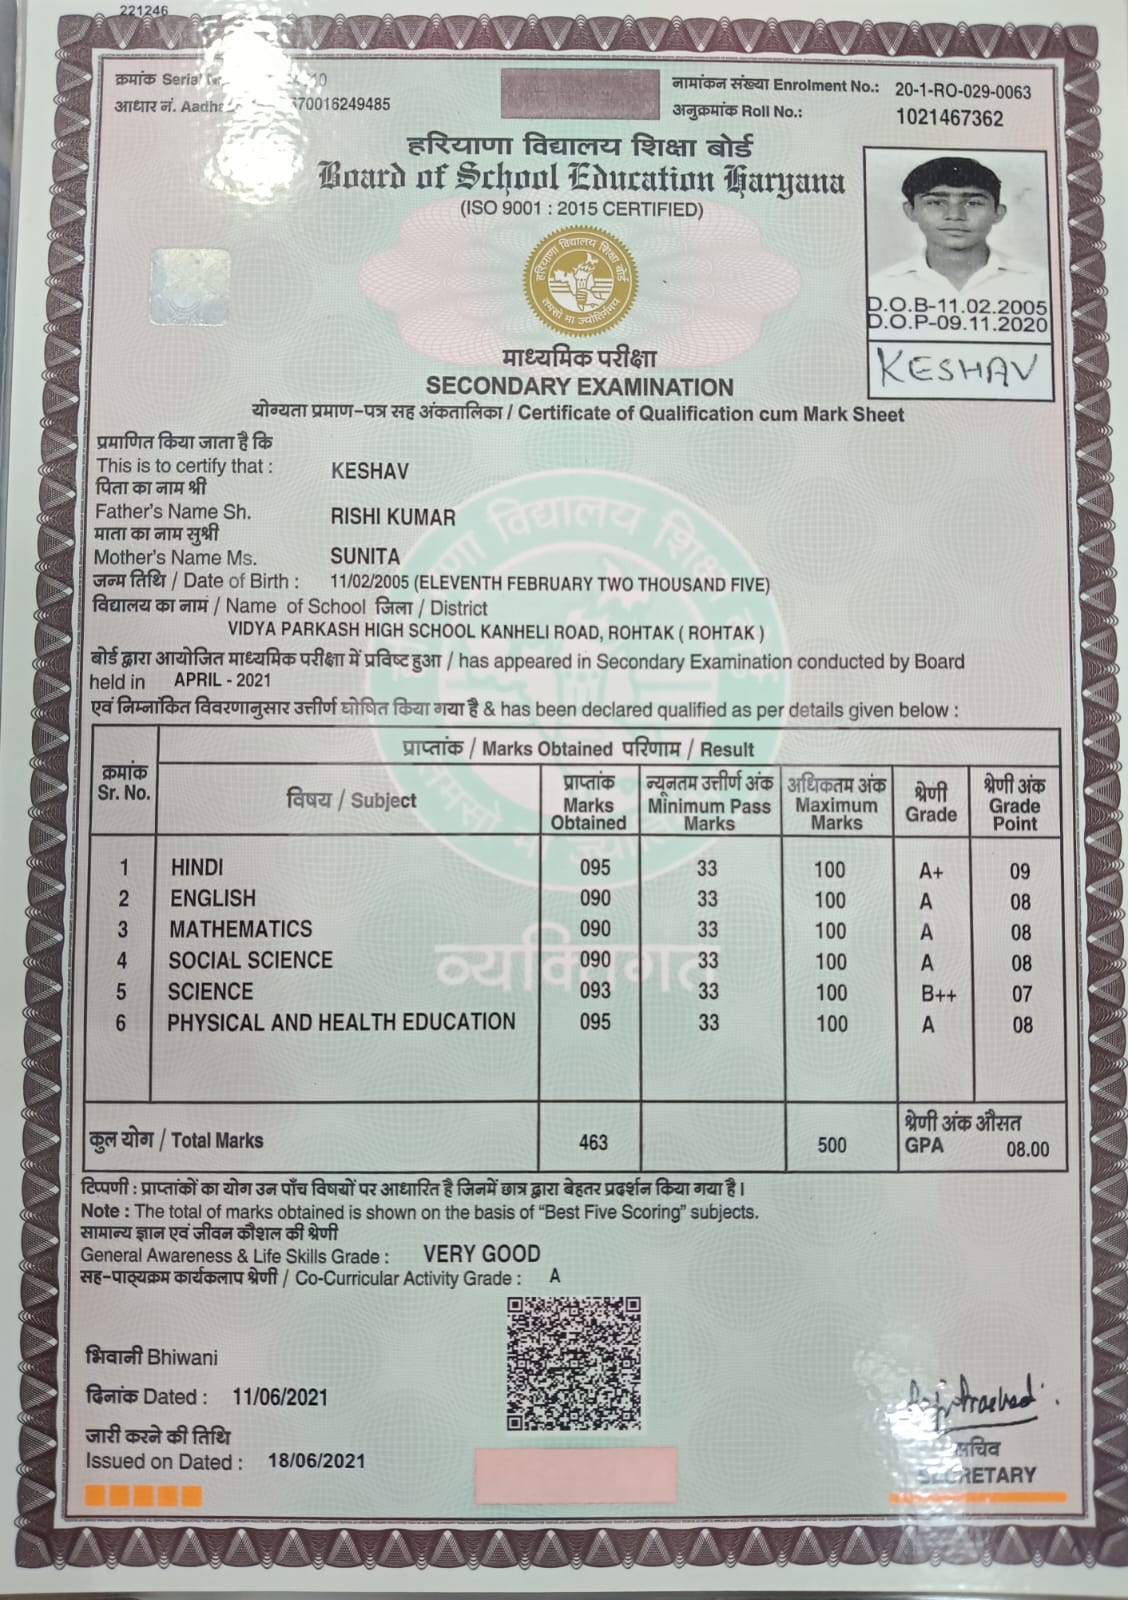 221246
क्रमांक Serial
आधार नं. Aadha 70016249485
नामांकन संख्या Enrolment No.: 20-1-RO-029-0063
अनुक्रमांक Roll No.: 1021467362
हरियाणा विद्यालय शिक्षा बोर्ड
Board of School Education Haryana
(ISO 9001 : 2015 CERTIFIED)
हरियाणा विद्यालय शिक्षा बोर्ड
तमसो मा ज्योतिर्गमय
D.O.B-11.02.2005
D.O.P-09.11.2020
KESHAV
माध्यमिक परीक्षा
SECONDARY EXAMINATION
योग्यता प्रमाण-पत्र सह अंकतालिका / Certificate of Qualification cum Mark Sheet
प्रमाणित किया जाता है कि
This is to certify that : KESHAV
पिता का नाम श्री
Father's Name Sh. RISHI KUMAR
माता का नाम सुश्री
Mother's Name Ms. SUNITA
जन्म तिथि / Date of Birth : 11/02/2005 (ELEVENTH FEBRUARY TWO THOUSAND FIVE)
विद्यालय का नाम / Name of School जिला / District
VIDYA PARKASH HIGH SCHOOL KANHELI ROAD, ROHTAK ( ROHTAK )
बोर्ड द्वारा आयोजित माध्यमिक परीक्षा में प्रविष्ट हुआ / has appeared in Secondary Examination conducted by Board
held in APRIL - 2021
एवं निम्नांकित विवरणानुसार उत्तीर्ण घोषित किया गया है & has been declared qualified as per details given below :
प्राप्तांक / Marks Obtained परिणाम / Result
क्रमांक Sr. No. विषय / Subject प्राप्तांक Marks Obtained न्यूनतम उत्तीर्ण अंक Minimum Pass Marks अधिकतम अंक Maximum Marks श्रेणी Grade श्रेणी अंक Grade Point
1 HINDI 095 33 100 A+ 09
2 ENGLISH 090 33 100 A 08
3 MATHEMATICS 090 33 100 A 08
4 SOCIAL SCIENCE 090 33 100 A 08
5 SCIENCE 093 33 100 B++ 07
6 PHYSICAL AND HEALTH EDUCATION 095 33 100 A 08
व्यक्तिगत
कुल योग / Total Marks 463 500 श्रेणी अंक औसत GPA 08.00
टिप्पणी : प्राप्तांकों का योग उन पाँच विषयों पर आधारित है जिनमें छात्र द्वारा बेहतर प्रदर्शन किया गया है।
Note : The total of marks obtained is shown on the basis of “Best Five Scoring” subjects.
सामान्य ज्ञान एवं जीवन कौशल की श्रेणी
General Awareness & Life Skills Grade : VERY GOOD
सह-पाठ्यक्रम कार्यकलाप श्रेणी / Co-Curricular Activity Grade : A
भिवानी Bhiwani
दिनांक Dated : 11/06/2021
जारी करने की तिथि
Issued on Dated : 18/06/2021
सचिव
SECRETARY